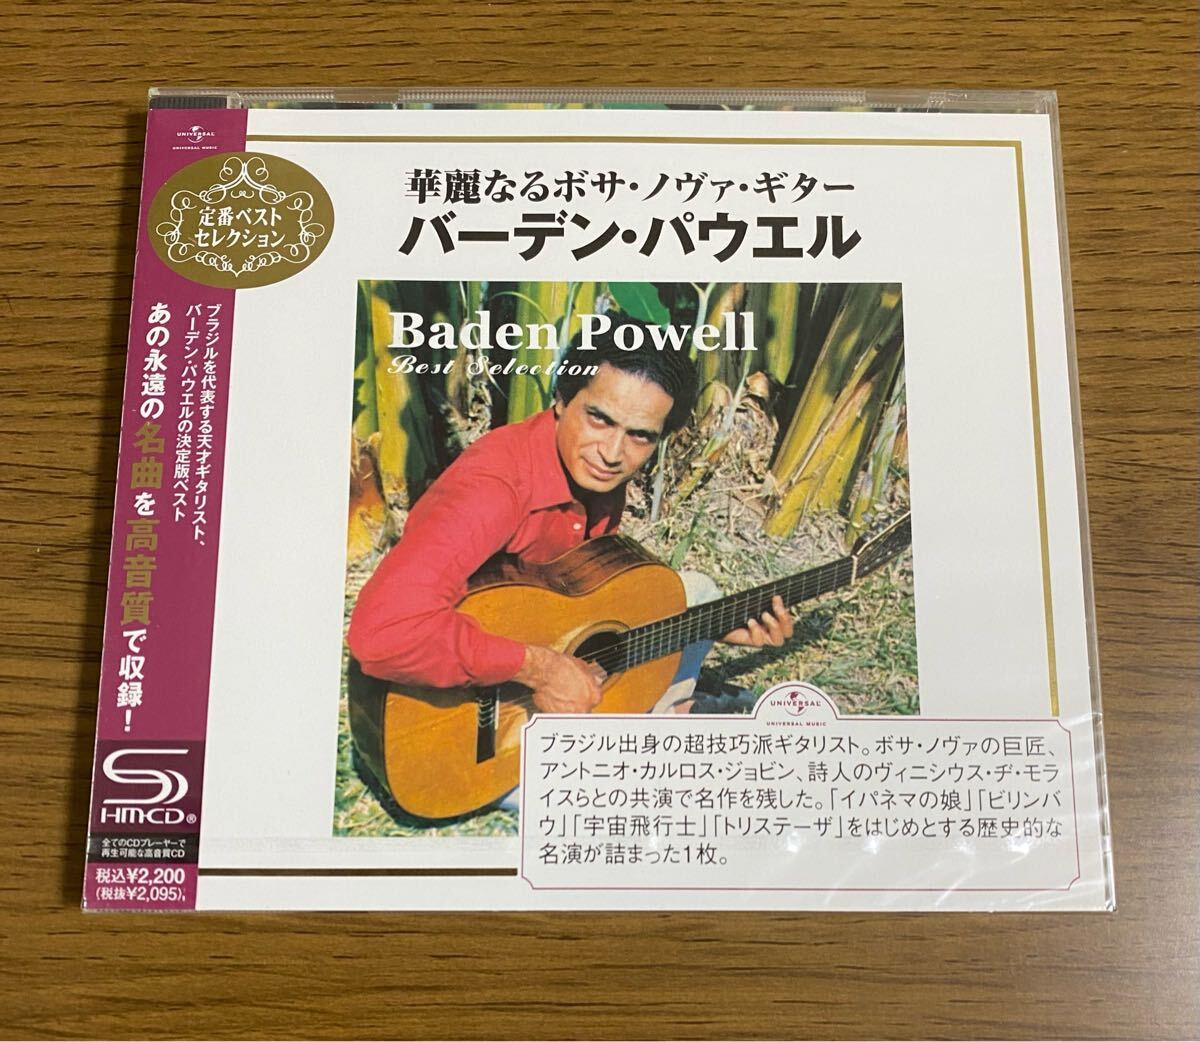 UNIVERSAL
UNIVERSAL MUSIC
定番ベスト
セレクション
ブラジルを代表する天才ギタリスト、
バーデン・パウエルの決定版ベスト
あの永遠の名曲を高音質で収録！
SHM-CD®
全てのCDプレーヤーで
再生可能な高音質CD
税込¥2,200
(税抜¥2,095)
華麗なるボサ・ノヴァ・ギター
バーデン・パウエル
Baden Powell
Best Selection
UNIVERSAL
UNIVERSAL MUSIC
ブラジル出身の超技巧派ギタリスト。ボサ・ノヴァの巨匠、
アントニオ・カルロス・ジョビン、詩人のヴィニシウス・ヂ・モラ
イスらとの共演で名作を残した。「イパネマの娘」「ビリンバ
ウ」「宇宙飛行士」「トリステーザ」をはじめとする歴史的な
名演が詰まった1枚。